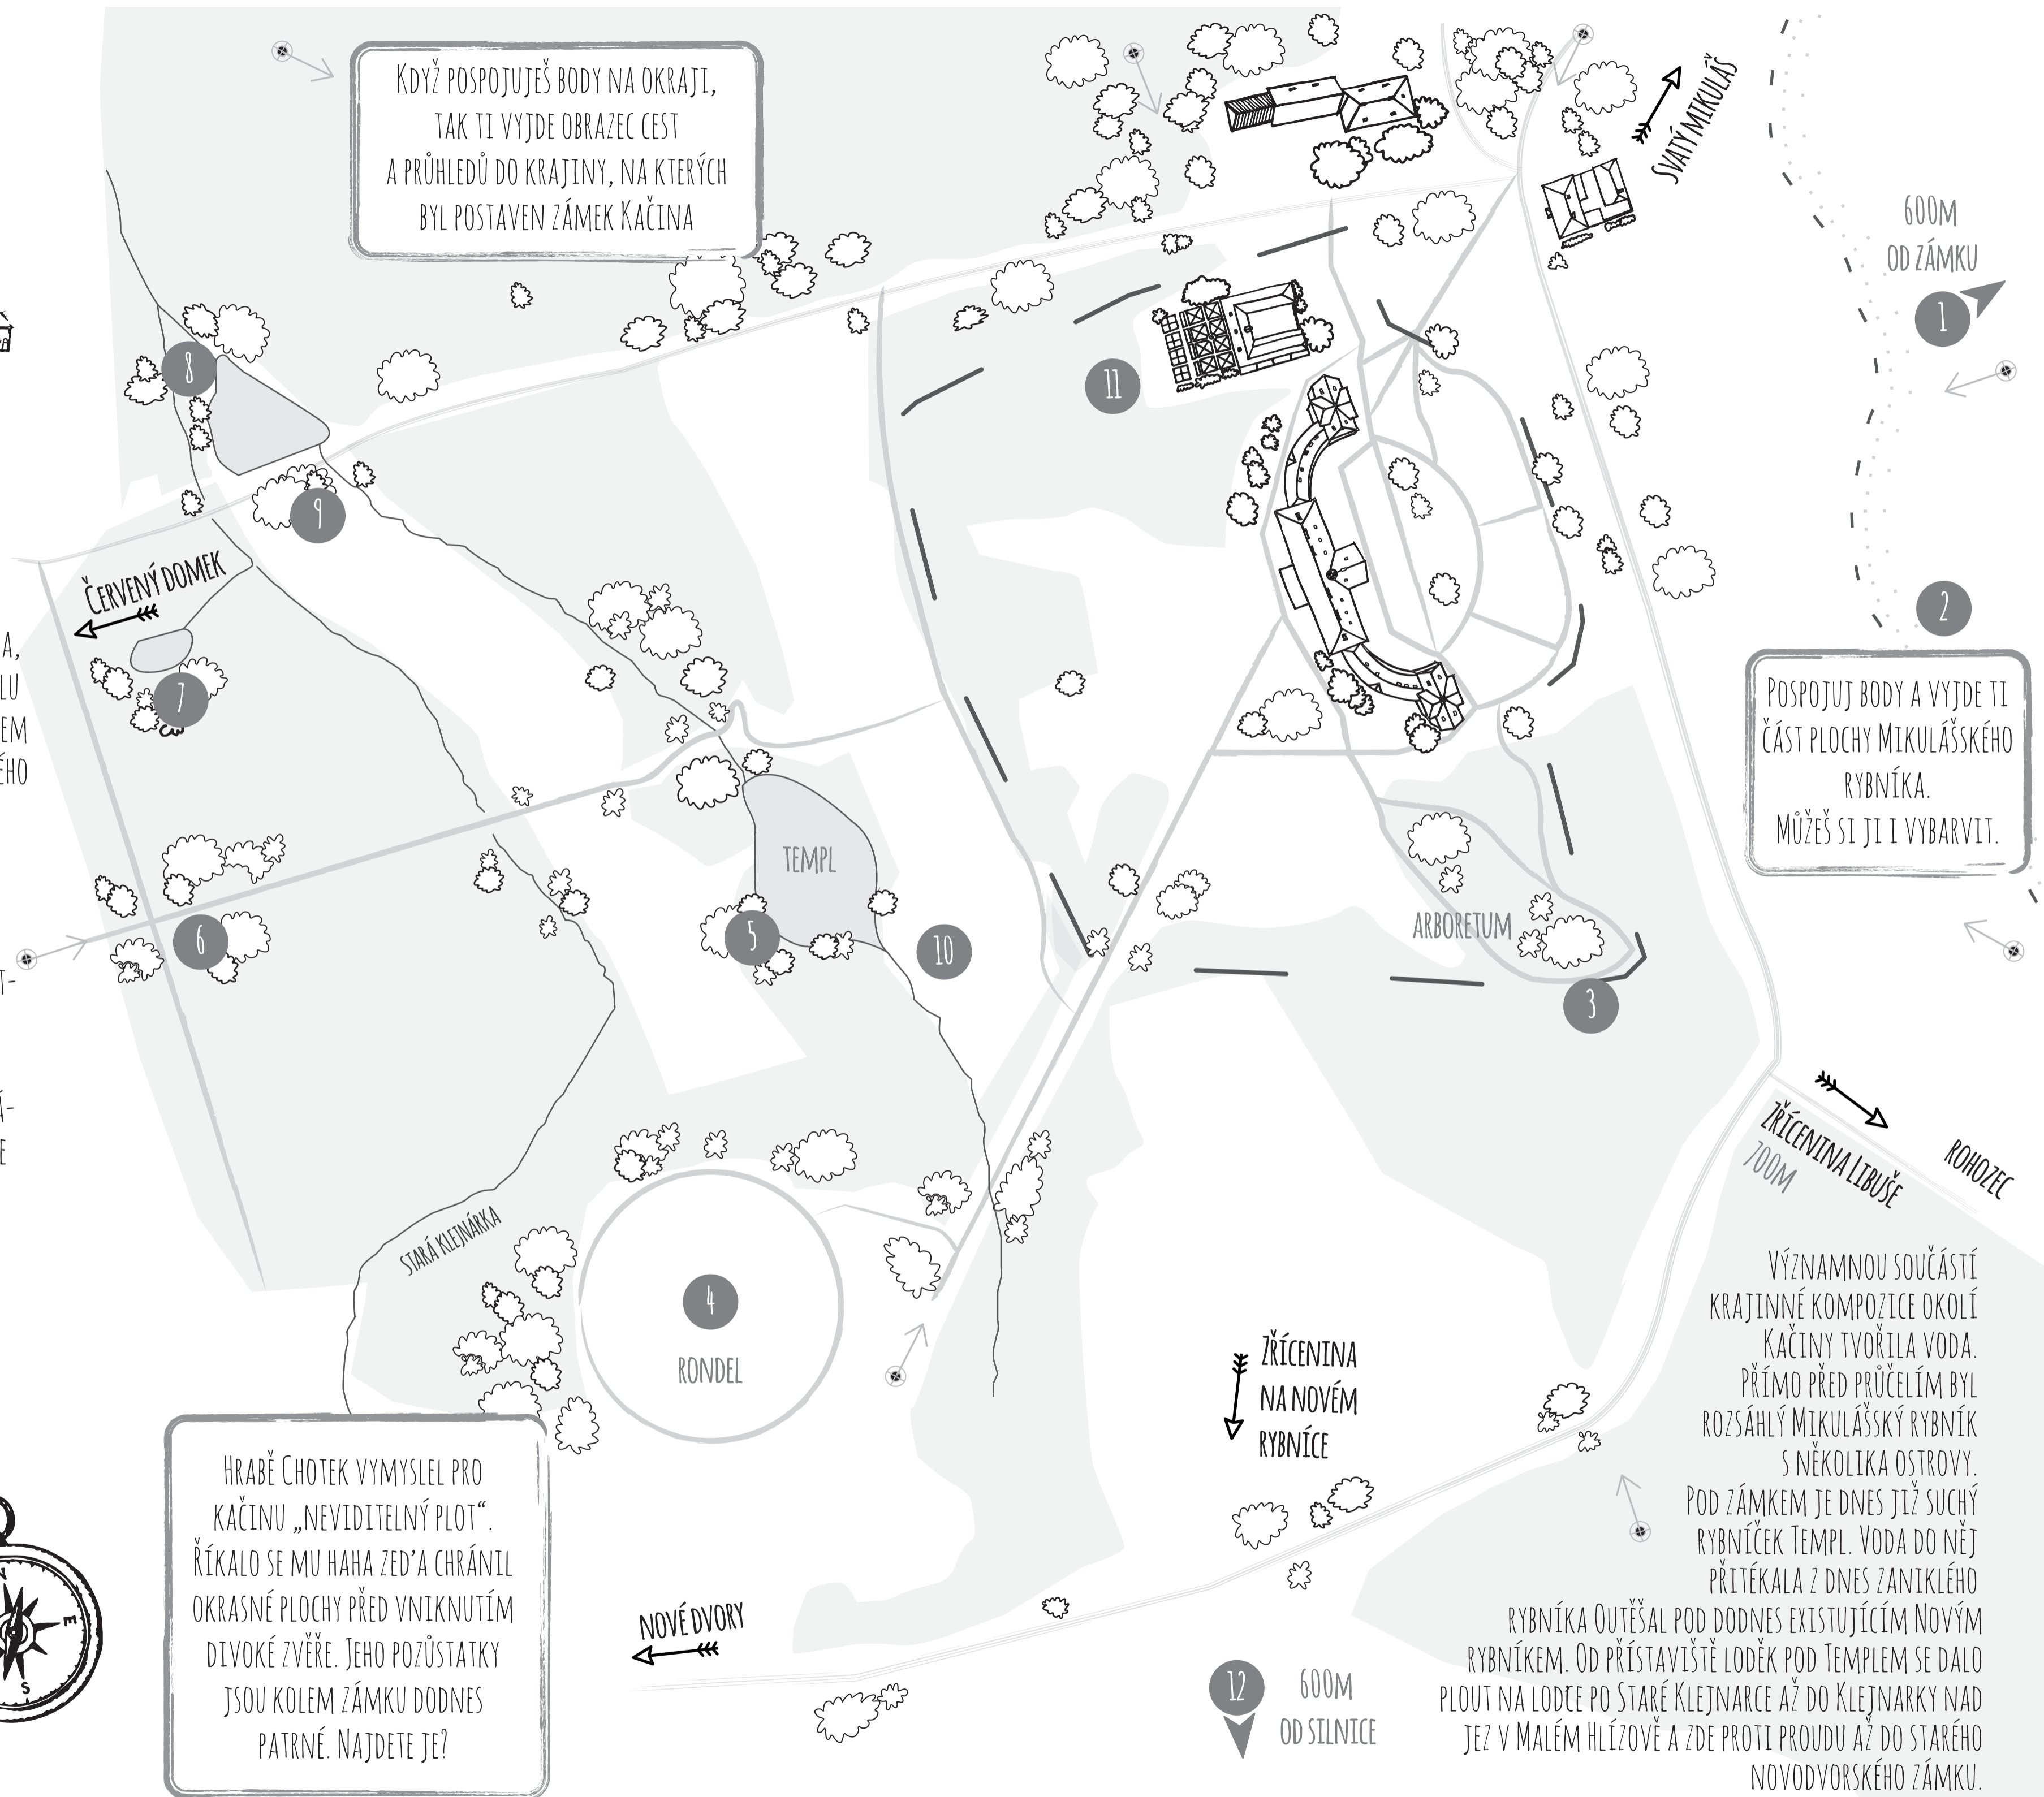 Když pospojuješ body na okraji,
tak ti vyjde obrazec cest
a průhledů do krajiny, na kterých
byl postaven zámek Kačina
Svatý Mikuláš
600m
od zámku
1
11
8
9
Červený domek
7
2
Pospojuj body a vyjde ti
část plochy Mikulášského
rybníka.
Můžeš si ji i vybarvit.
Templ
Arboretum
6
5
10
3
Zřícenina Libuše
700m
Rohozec
Stará Klejnárka
4
Rondel
Zřícenina
na Novém
rybníce
Významnou součástí
krajinné kompozice okolí
Kačiny tvořila voda.
Přímo před průčelím byl
rozsáhlý Mikulášský rybník
s několika ostrovy.
Pod zámkem je dnes již suchý
rybníček Templ. Voda do něj
přitékala z dnes zaniklého
rybníka Outěšal pod dodnes existujícím Novým
rybníkem. Od přístaviště loděk pod Templem se dalo
plout na loďce po Staré Klejnarce až do Klejnarky nad
jez v Malém Hlízově a zde proti proudu až do starého
novodvorského zámku.
Hrabě Chotek vymyslel pro
Kačinu „neviditelný plot“.
Říkalo se mu haha zeď a chránil
okrasné plochy před vniknutím
divoké zvěře. Jeho pozůstatky
jsou kolem zámku dodnes
patrné. Najdete je?
Nové Dvory
12
600m
od silnice
E
S